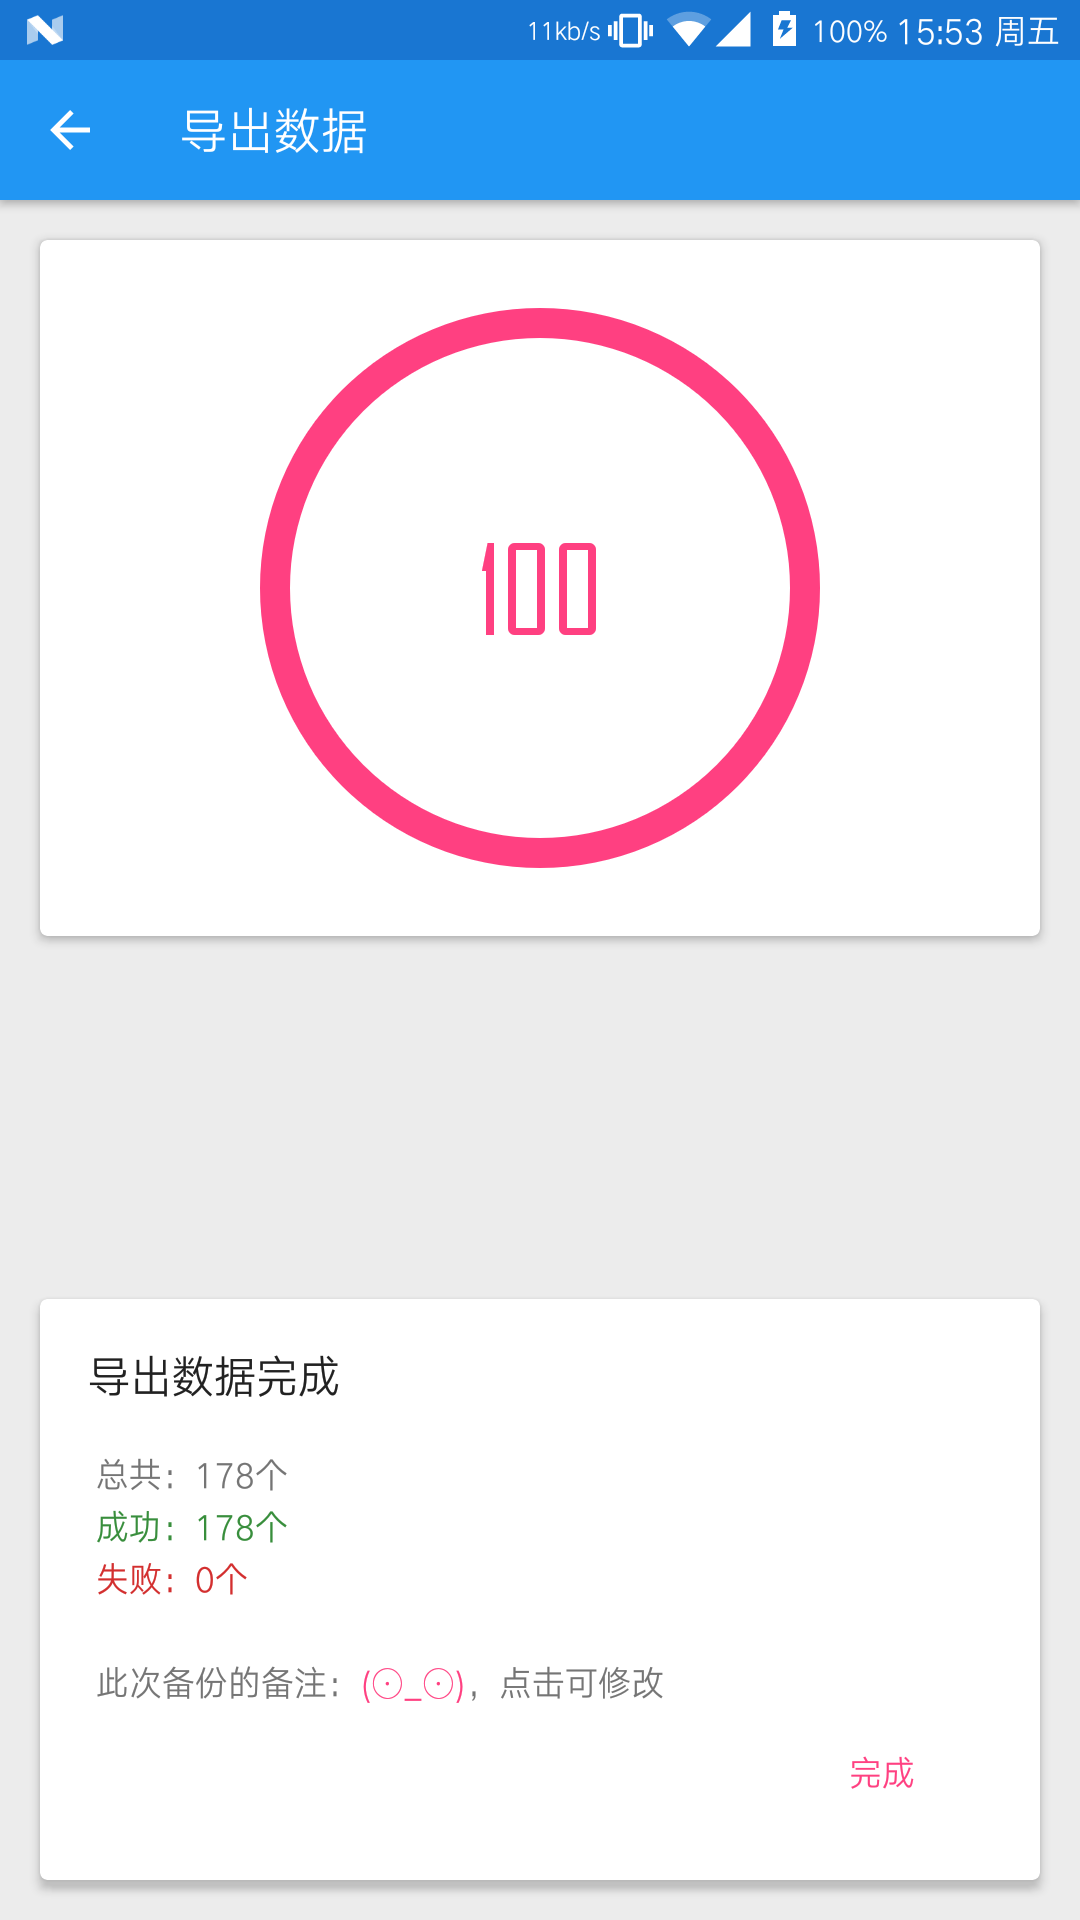 11kb/s 100% 15:53 周五
导出数据
100
导出数据完成
总共：178个
成功：178个
失败：0个
此次备份的备注：(⊙_⊙)，点击可修改
完成